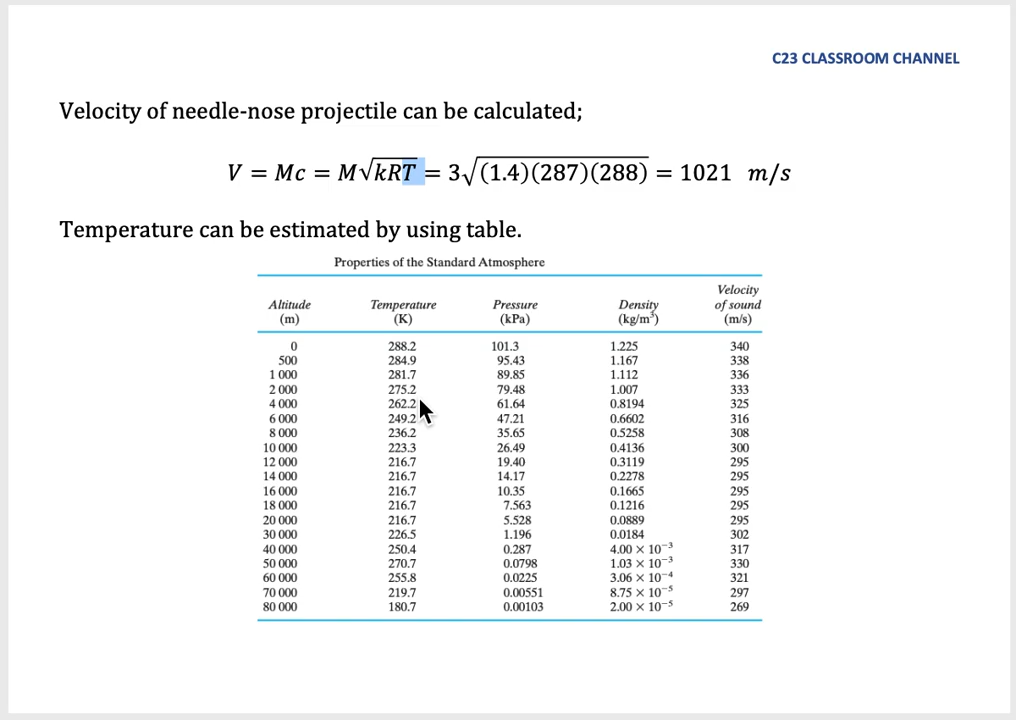 C23 CLASSROOM CHANNEL
Velocity of needle-nose projectile can be calculated;
V = Mc = M√kRT = 3√(1.4)(287)(288) = 1021 m/s
Temperature can be estimated by using table.
Properties of the Standard Atmosphere
Altitude (m) Temperature (K) Pressure (kPa) Density (kg/m³) Velocity of sound (m/s)
0 288.2 101.3 1.225 340
500 284.9 95.43 1.167 338
1 000 281.7 89.85 1.112 336
2 000 275.2 79.48 1.007 333
4 000 262.2 61.64 0.8194 325
6 000 249.2 47.21 0.6602 316
8 000 236.2 35.65 0.5258 308
10 000 223.3 26.49 0.4136 300
12 000 216.7 19.40 0.3119 295
14 000 216.7 14.17 0.2278 295
16 000 216.7 10.35 0.1665 295
18 000 216.7 7.563 0.1216 295
20 000 216.7 5.528 0.0889 295
30 000 226.5 1.196 0.0184 302
40 000 250.4 0.287 4.00 × 10⁻³ 317
50 000 270.7 0.0798 1.03 × 10⁻³ 330
60 000 255.8 0.0225 3.06 × 10⁻⁴ 321
70 000 219.7 0.00551 8.75 × 10⁻⁵ 297
80 000 180.7 0.00103 2.00 × 10⁻⁵ 269